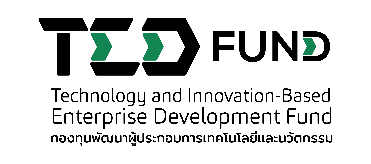 TED FUND
Technology and Innovation-Based
Enterprise Development Fund
กองทุนพัฒนาผู้ประกอบการเทคโนโลยีและนวัตกรรม